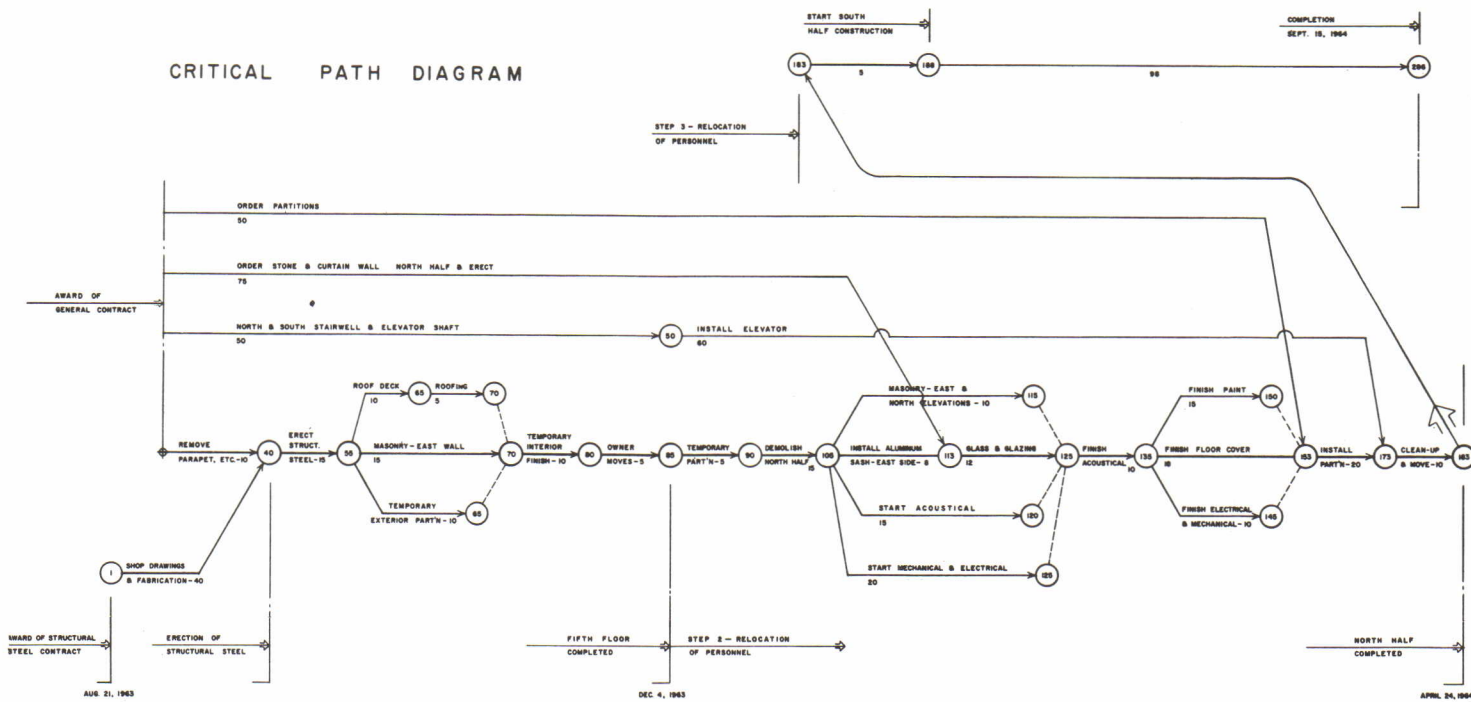 START SOUTH
HALF CONSTRUCTION
COMPLETION
SEPT. 15, 1964
CRITICAL PATH DIAGRAM
183
5
188
98
286
STEP 3 - RELOCATION
OF PERSONNEL
ORDER PARTITIONS
50
ORDER STONE & CURTAIN WALL NORTH HALF & ERECT
75
AWARD OF
GENERAL CONTRACT
NORTH & SOUTH STAIRWELL & ELEVATOR SHAFT
50
50
INSTALL ELEVATOR
60
ROOF DECK
10
65
ROOFING
5
70
MASONRY-EAST &
NORTH ELEVATIONS - 10
115
FINISH PAINT
15
150
REMOVE
PARAPET, ETC.-10
40
ERECT
STRUCT.
STEEL-15
55
MASONRY-EAST WALL
15
70
TEMPORARY
INTERIOR
FINISH-10
80
OWNER
MOVES-5
85
TEMPORARY
PART'N-5
90
DEMOLISH
NORTH HALF
15
105
INSTALL ALUMINUM
SASH-EAST SIDE-8
113
GLASS & GLAZING
12
125
FINISH
ACOUSTICAL
10
135
FINISH FLOOR COVER
18
153
INSTALL
PART'N-20
173
CLEAN-UP
& MOVE-10
183
TEMPORARY
EXTERIOR PART'N-10
65
START ACOUSTICAL
15
120
FINISH ELECTRICAL
& MECHANICAL-10
145
1
SHOP DRAWINGS
& FABRICATION-40
START MECHANICAL & ELECTRICAL
20
125
AWARD OF STRUCTURAL
STEEL CONTRACT
ERECTION OF
STRUCTURAL STEEL
FIFTH FLOOR
COMPLETED
STEP 2 - RELOCATION
OF PERSONNEL
NORTH HALF
COMPLETED
AUG. 21, 1963
DEC. 4, 1963
APRIL 24, 1964